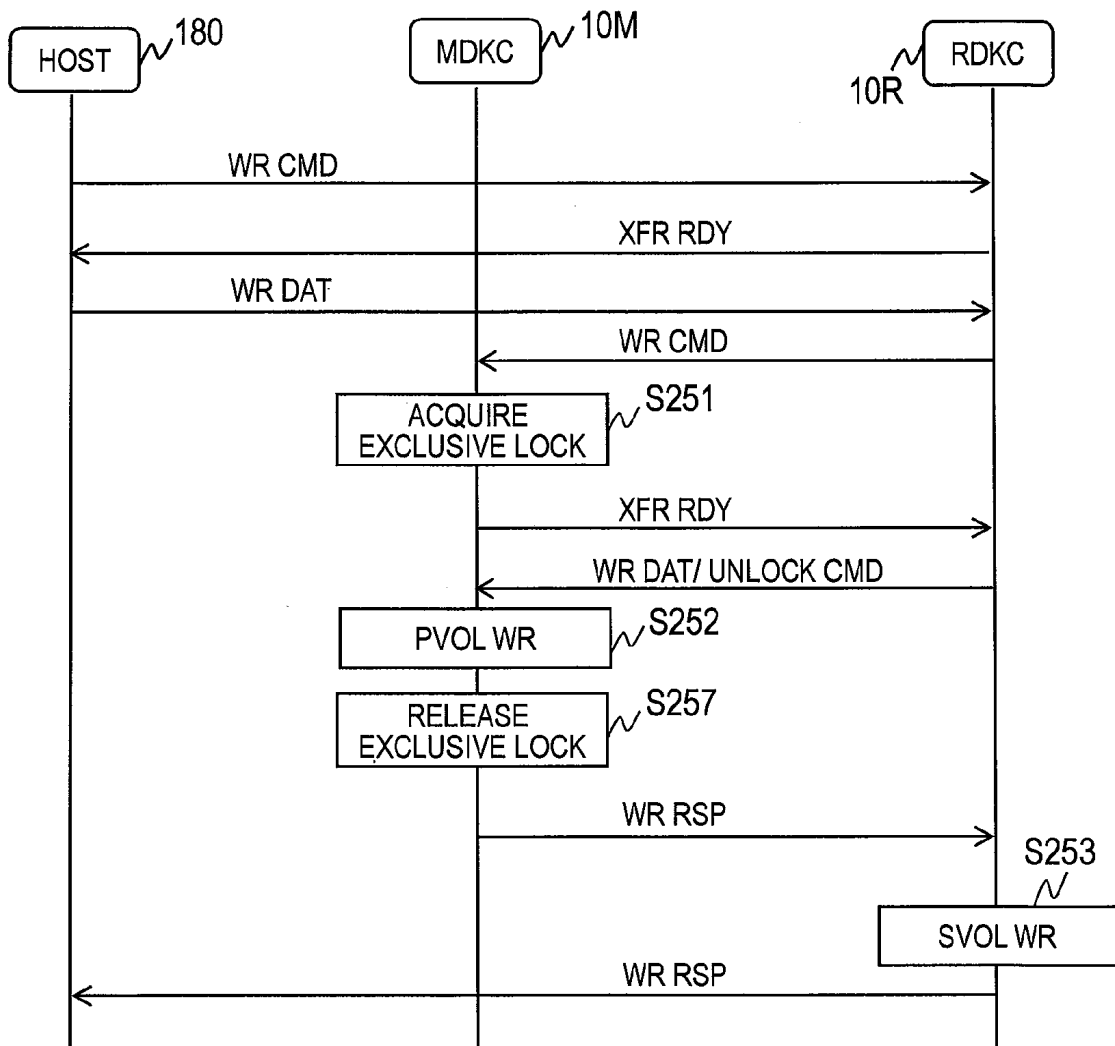 HOST
180
MDKC
10M
RDKC
10R
WR CMD
XFR RDY
WR DAT
WR CMD
ACQUIRE
EXCLUSIVE LOCK
S251
XFR RDY
WR DAT/ UNLOCK CMD
PVOL WR
S252
RELEASE
EXCLUSIVE LOCK
S257
WR RSP
S253
SVOL WR
WR RSP